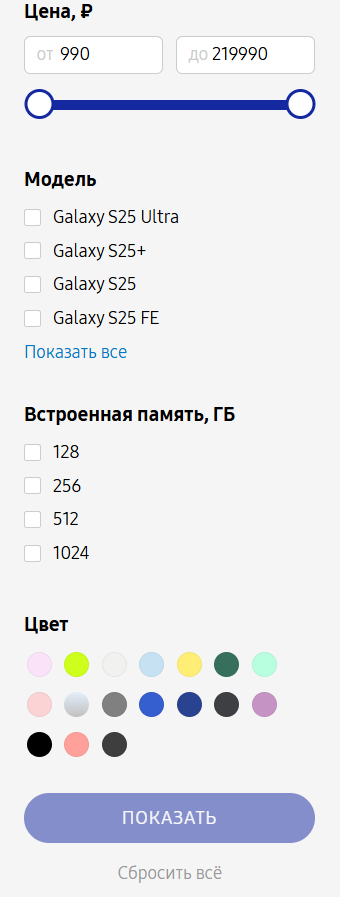 Цена, ₽
от 990 до 219990
Модель
Galaxy S25 Ultra
Galaxy S25+
Galaxy S25
Galaxy S25 FE
Показать все
Встроенная память, ГБ
128
256
512
1024
Цвет
ПОКАЗАТЬ
Сбросить всё